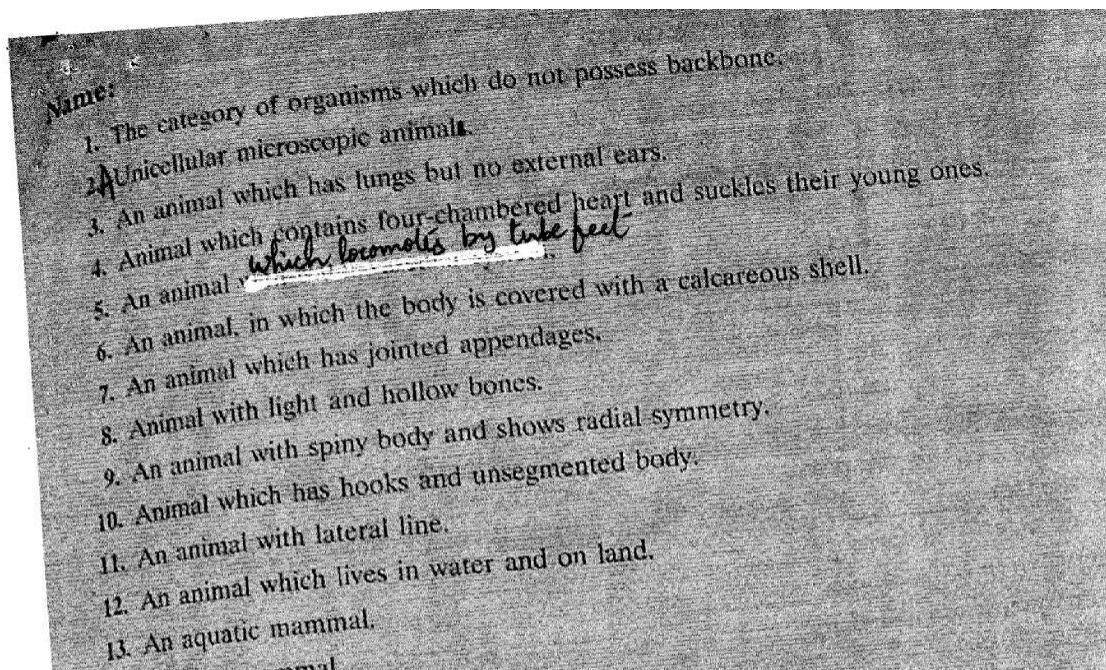 Name:
1. The category of organisms which do not possess backbone.
2. A Unicellular microscopic animal.
3. An animal which has lungs but no external ears.
4. Animal which contains four-chambered heart and suckles their young ones.
5. An animal which locomotes by tube feet
6. An animal, in which the body is covered with a calcareous shell.
7. An animal which has jointed appendages.
8. Animal with light and hollow bones.
9. An animal with spiny body and shows radial symmetry.
10. Animal which has hooks and unsegmented body.
11. An animal with lateral line.
12. An animal which lives in water and on land.
13. An aquatic mammal.